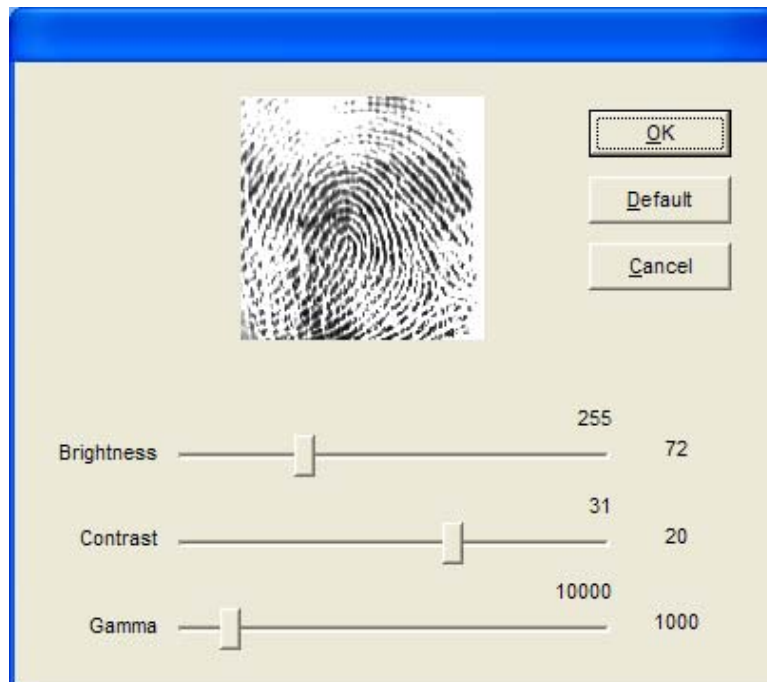 OK
Default
Cancel
255
Brightness 72
31
Contrast 20
10000
Gamma 1000